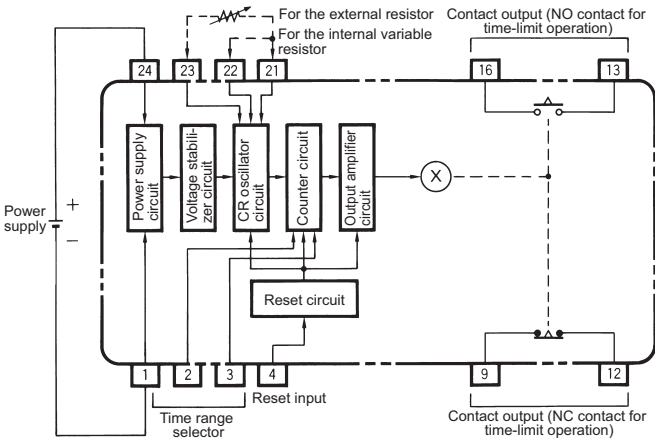 For the external resistor
For the internal variable
resistor
Contact output (NO contact for
time-limit operation)
24
23
22
21
16
13
Power supply
circuit
Voltage stabili-
zer circuit
CR oscillator
circuit
Counter circuit
Output amplifier
circuit
X
Power
supply
+
−
Reset circuit
1
2
3
4
9
12
Reset input
Time range
selector
Contact output (NC contact for
time-limit operation)